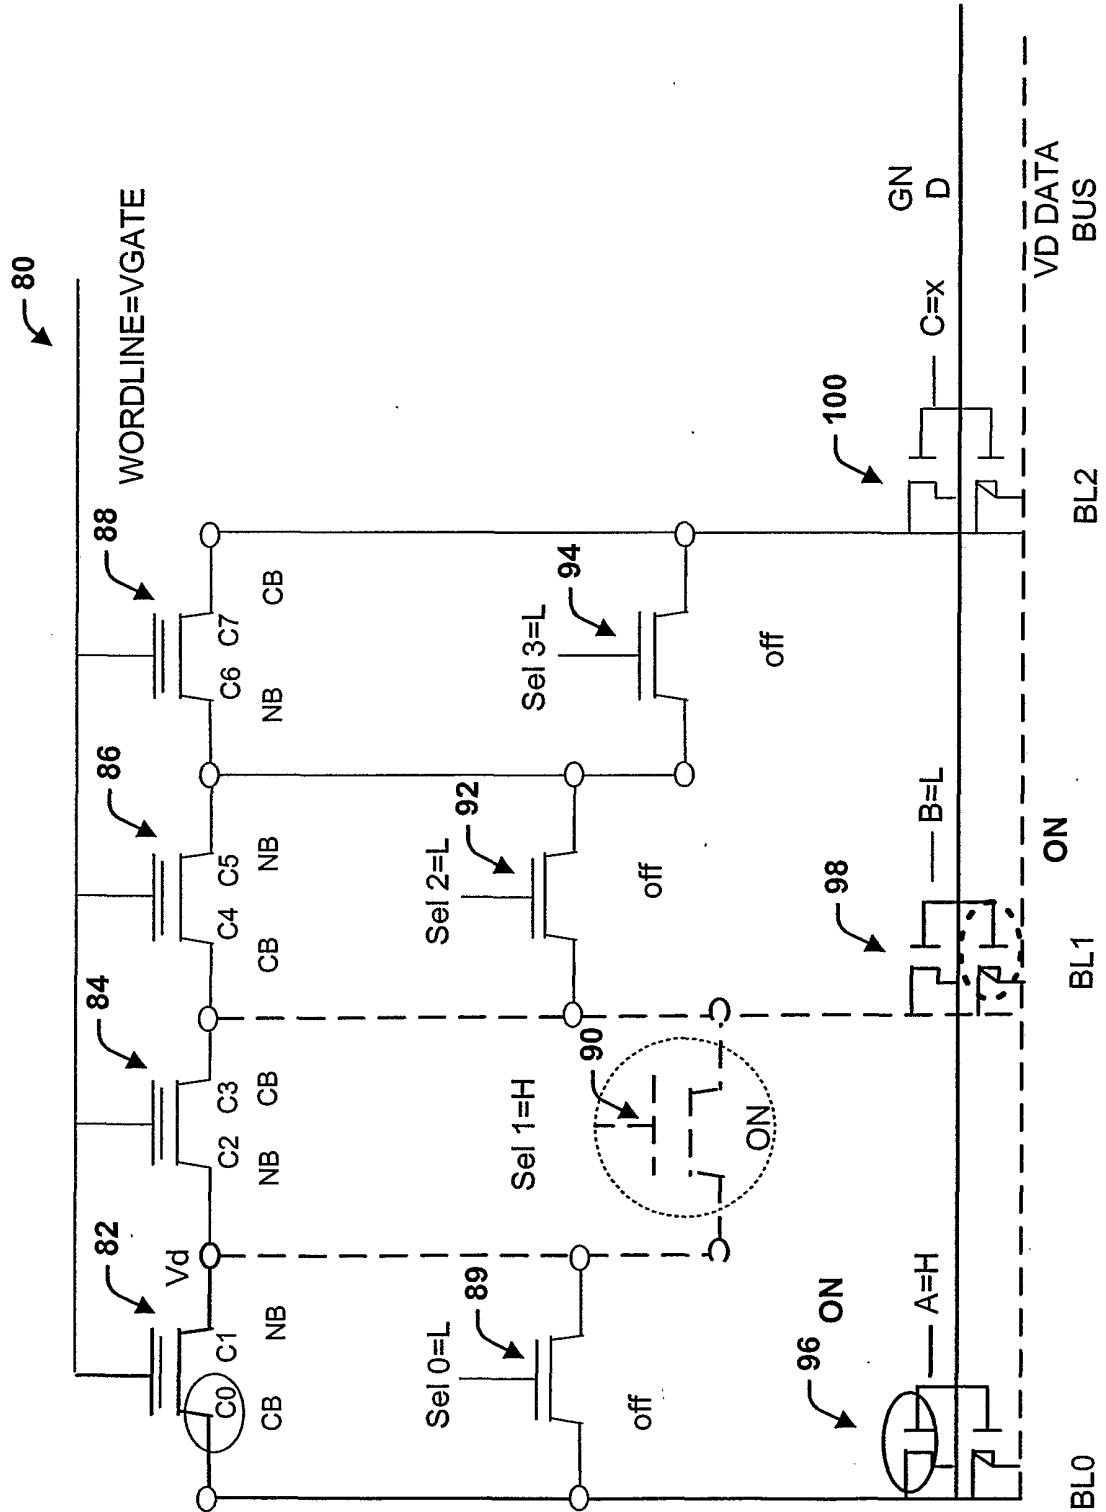 80
WORDLINE=VGATE
82
84
86
88
Vd
C0
C1
C2
C3
C4
C5
C6
C7
CB
NB
NB
CB
CB
NB
NB
CB
Sel 0=L
89
off
Sel 1=H
90
ON
Sel 2=L
92
off
Sel 3=L
94
off
96
ON
A=H
98
B=L
100
C=x
GN
D
VD DATA
BUS
BL0
BL1
ON
BL2